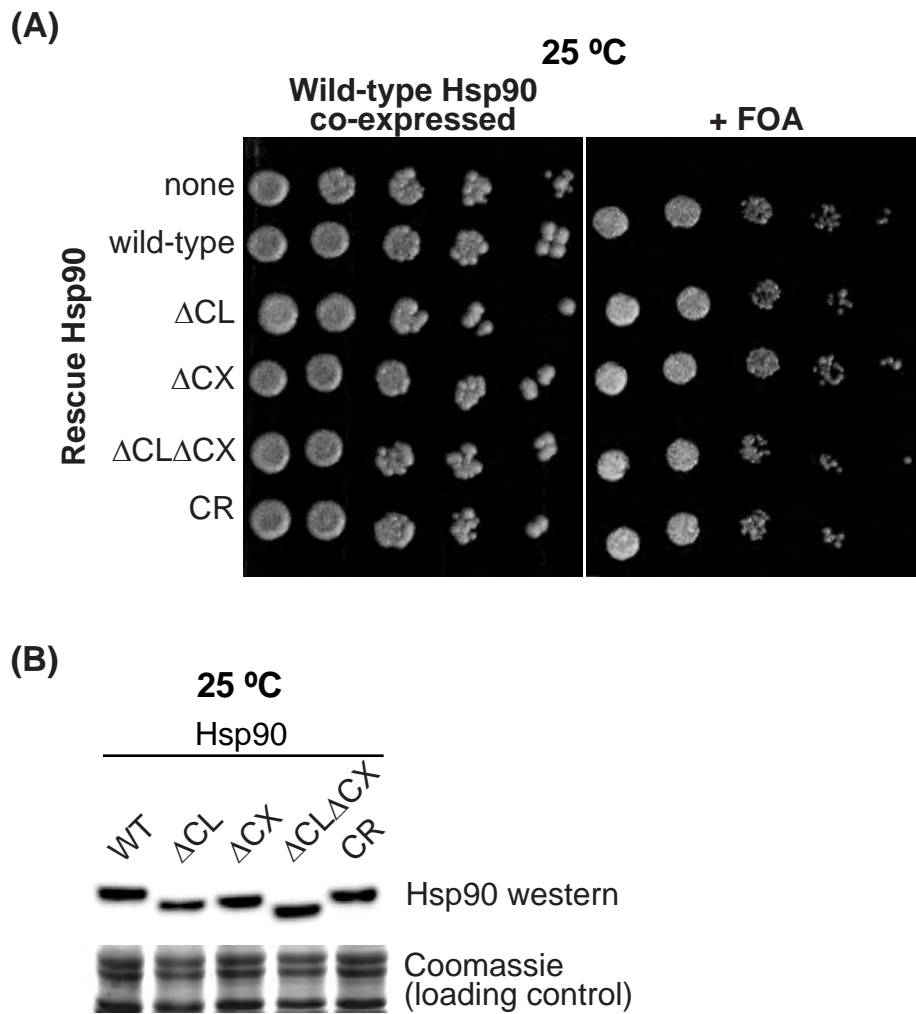 (A)
25 ºC
Wild-type Hsp90
co-expressed
+ FOA
Rescue Hsp90
none
wild-type
ΔCL
ΔCX
ΔCLΔCX
CR
(B)
25 ºC
Hsp90
WT
ΔCL
ΔCX
ΔCLΔCX
CR
Hsp90 western
Coomassie
(loading control)